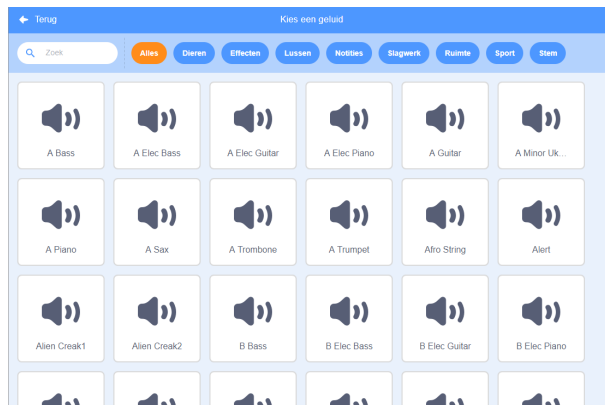 Terug
Kies een geluid
Zoek
Alles Dieren Effecten Lussen Notities Slagwerk Ruimte Sport Stem
A Bass A Elec Bass A Elec Guitar A Elec Piano A Guitar A Minor Uk...
A Piano A Sax A Trombone A Trumpet Afro String Alert
Alien Creak1 Alien Creak2 B Bass B Elec Bass B Elec Guitar B Elec Piano